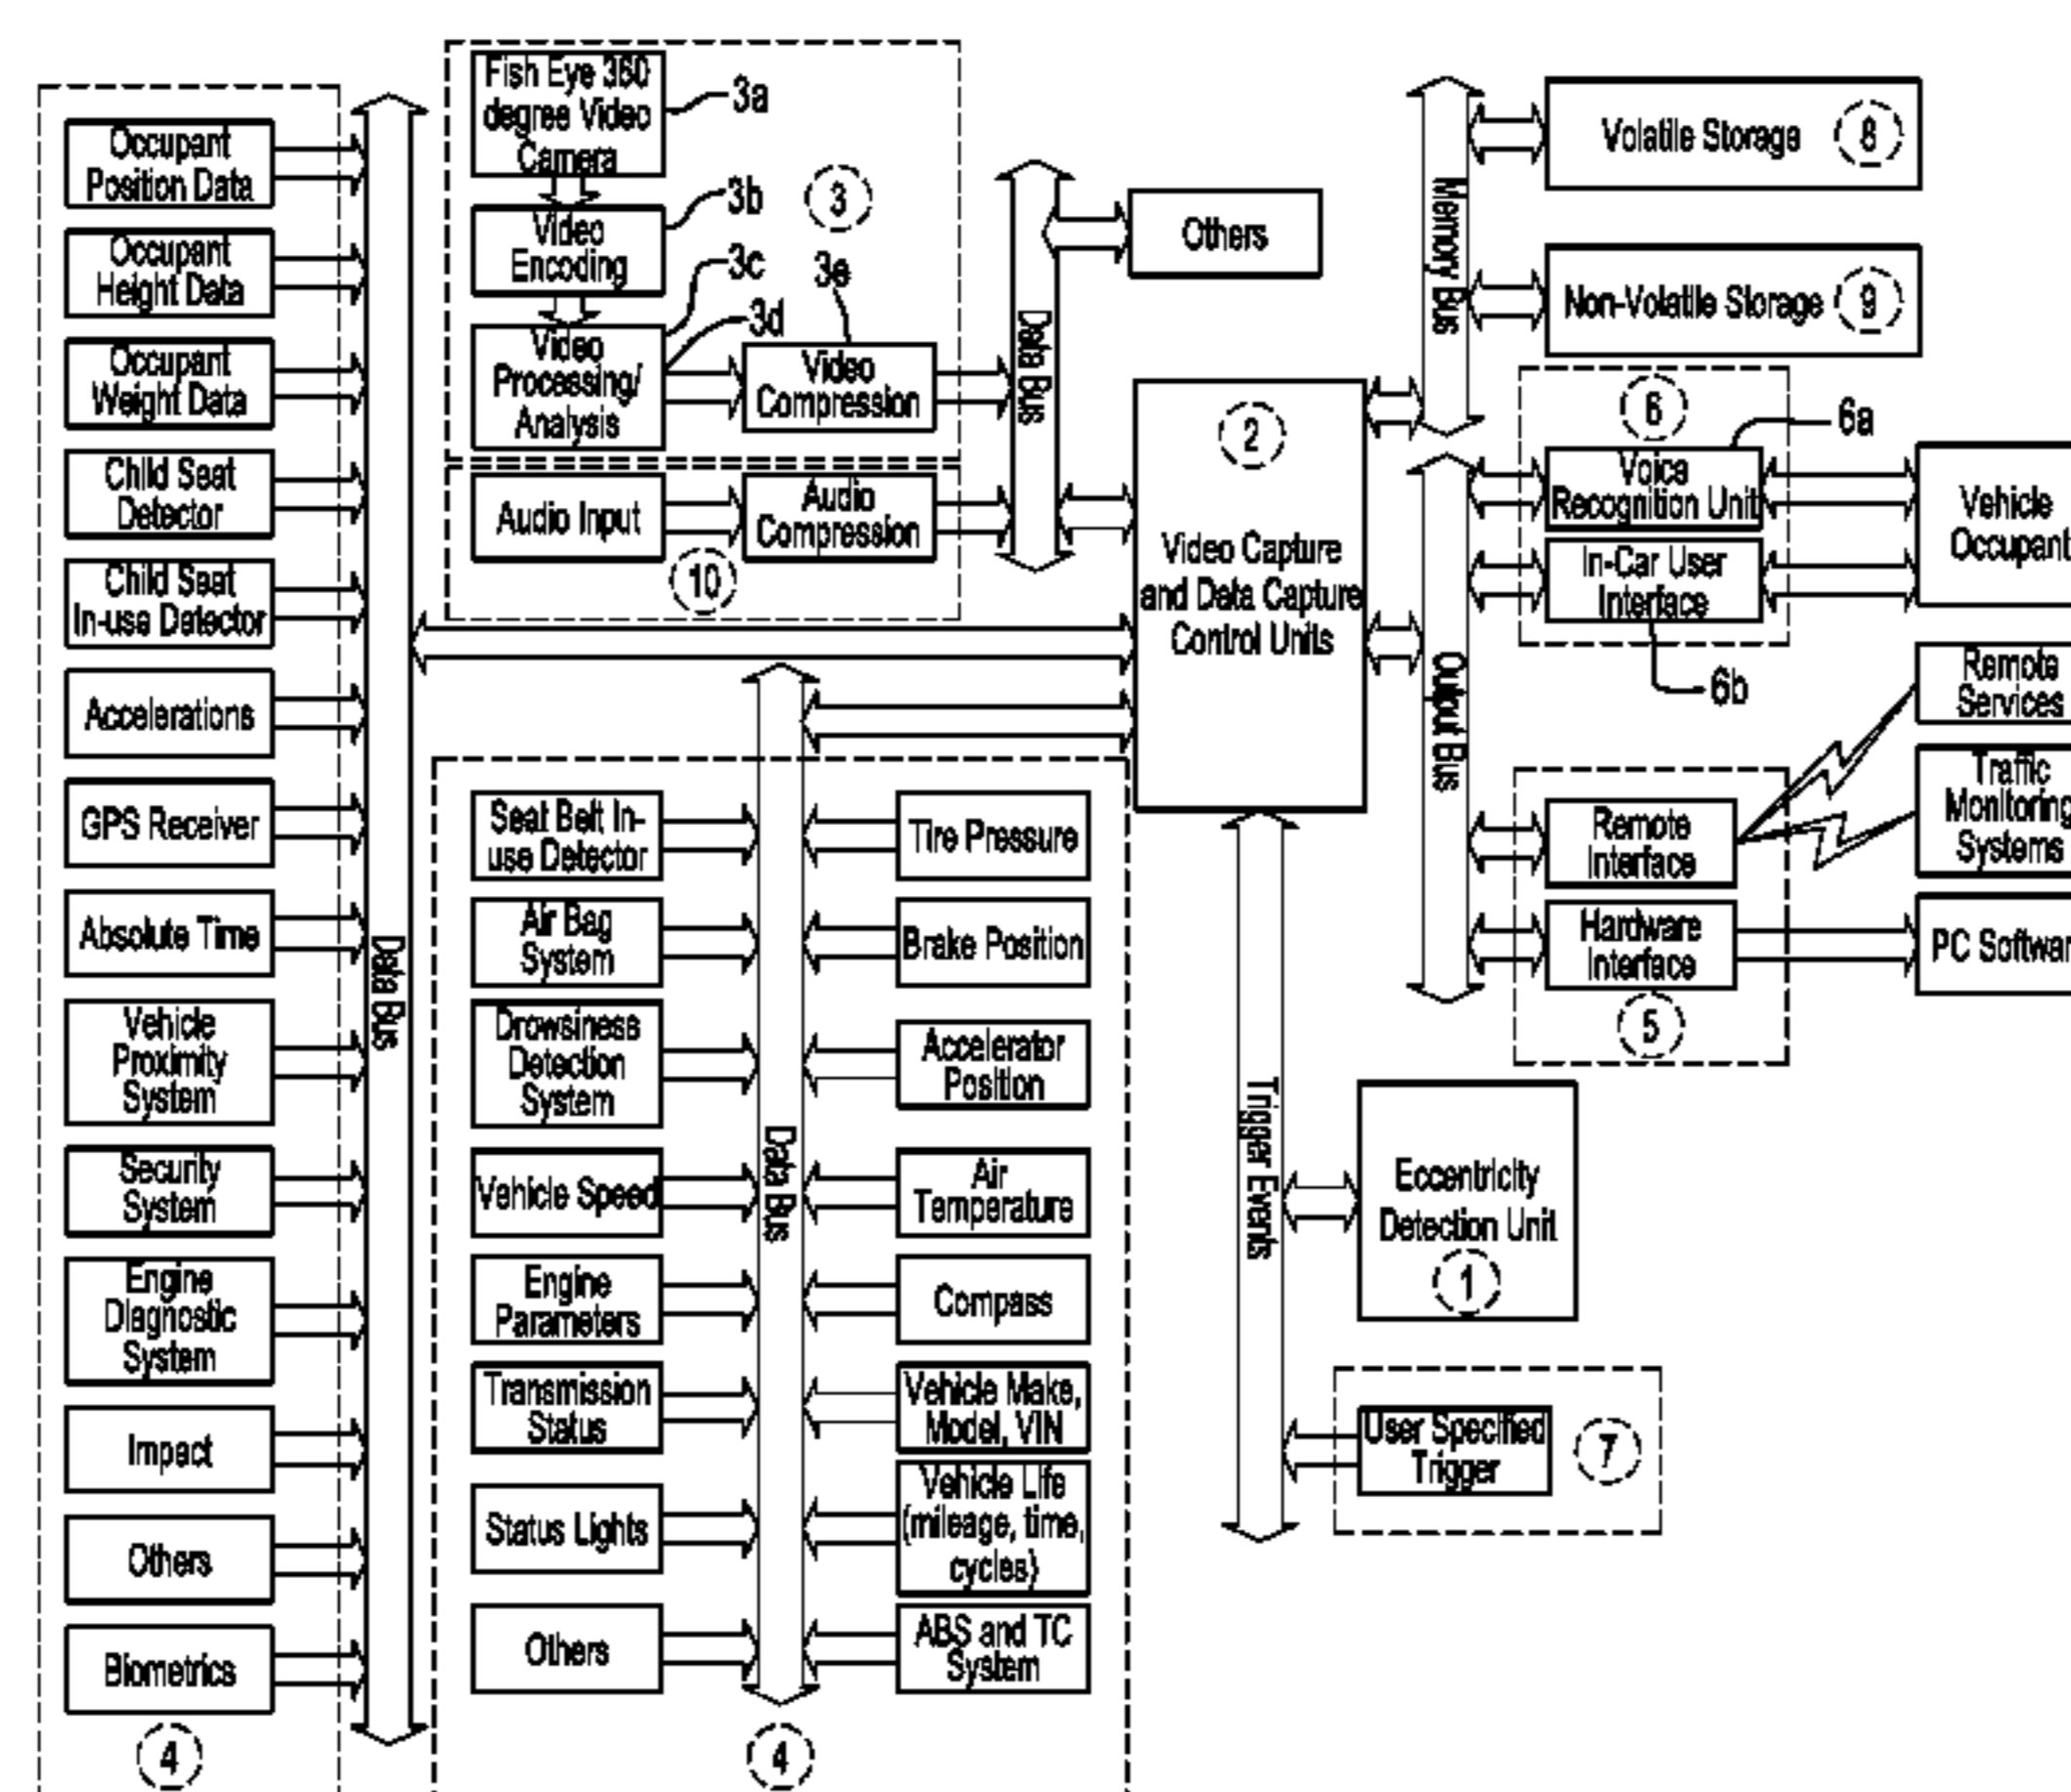 Occupant
Position Data
Occupant
Height Data
Occupant
Weight Data
Child Seat
Detector
Child Seat
In-use Detector
Accelerations
GPS Receiver
Absolute Time
Vehicle
Proximity
System
Security
System
Engine
Diagnostic
System
Impact
Others
Biometrics
4
Data Bus
Fish Eye 360
degree Video
Camera
3a
Video
Encoding
3b
3
Video
Processing/
Analysis
3c
3d
3e
Video
Compression
Audio Input
Audio
Compression
10
Data Bus
Others
2
Video Capture
and Data Capture
Control Units
Seat Belt In-
use Detector
Air Bag
System
Drowsiness
Detection
System
Vehicle Speed
Engine
Parameters
Transmission
Status
Status Lights
Others
Data Bus
4
Tire Pressure
Brake Position
Accelerator
Position
Air
Temperature
Compass
Vehicle Make,
Model, VIN
Vehicle Life
(mileage, time,
cycles)
ABS and TC
System
Memory Bus
Volatile Storage 8
Non-Volatile Storage 9
Output Bus
6
Voice
Recognition Unit
6a
In-Car User
Interface
6b
Vehicle
Occupant
Remote
Services
Traffic
Monitoring
Systems
Remote
Interface
Hardware
Interface
5
PC Softwar
Trigger Events
Eccentricity
Detection Unit
1
User Specified
Trigger
7